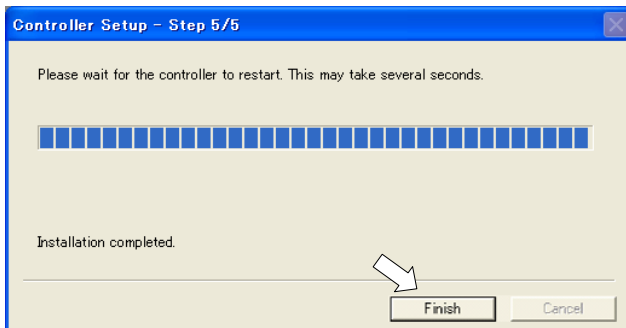 Controller Setup - Step 5/5
Please wait for the controller to restart. This may take several seconds.
Installation completed.
Finish
Cancel